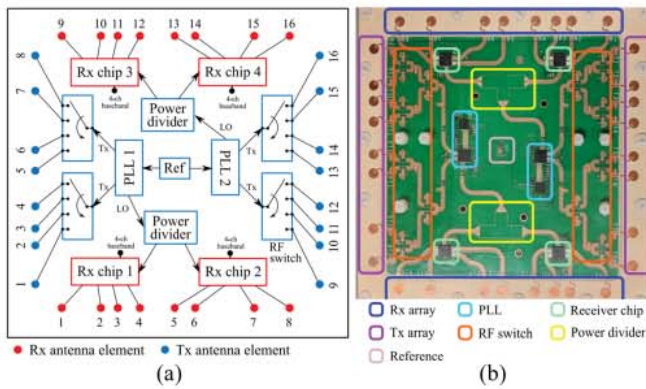 9 10 11 12 13 14 15 16
8 Rx chip 3 Rx chip 4 16
7 4-ch baseband Power divider 4-ch baseband 15
LO
6 Tx Tx 14
5 PLL 1 Ref PLL 2 13
4 Tx Tx 12
3 LO 11
2 4-ch baseband Power divider 4-ch baseband 10
RF switch
1 Rx chip 1 Rx chip 2 9
1 2 3 4 5 6 7 8
Rx antenna element Tx antenna element
(a)
Rx array PLL Receiver chip
Tx array RF switch Power divider
Reference
(b)